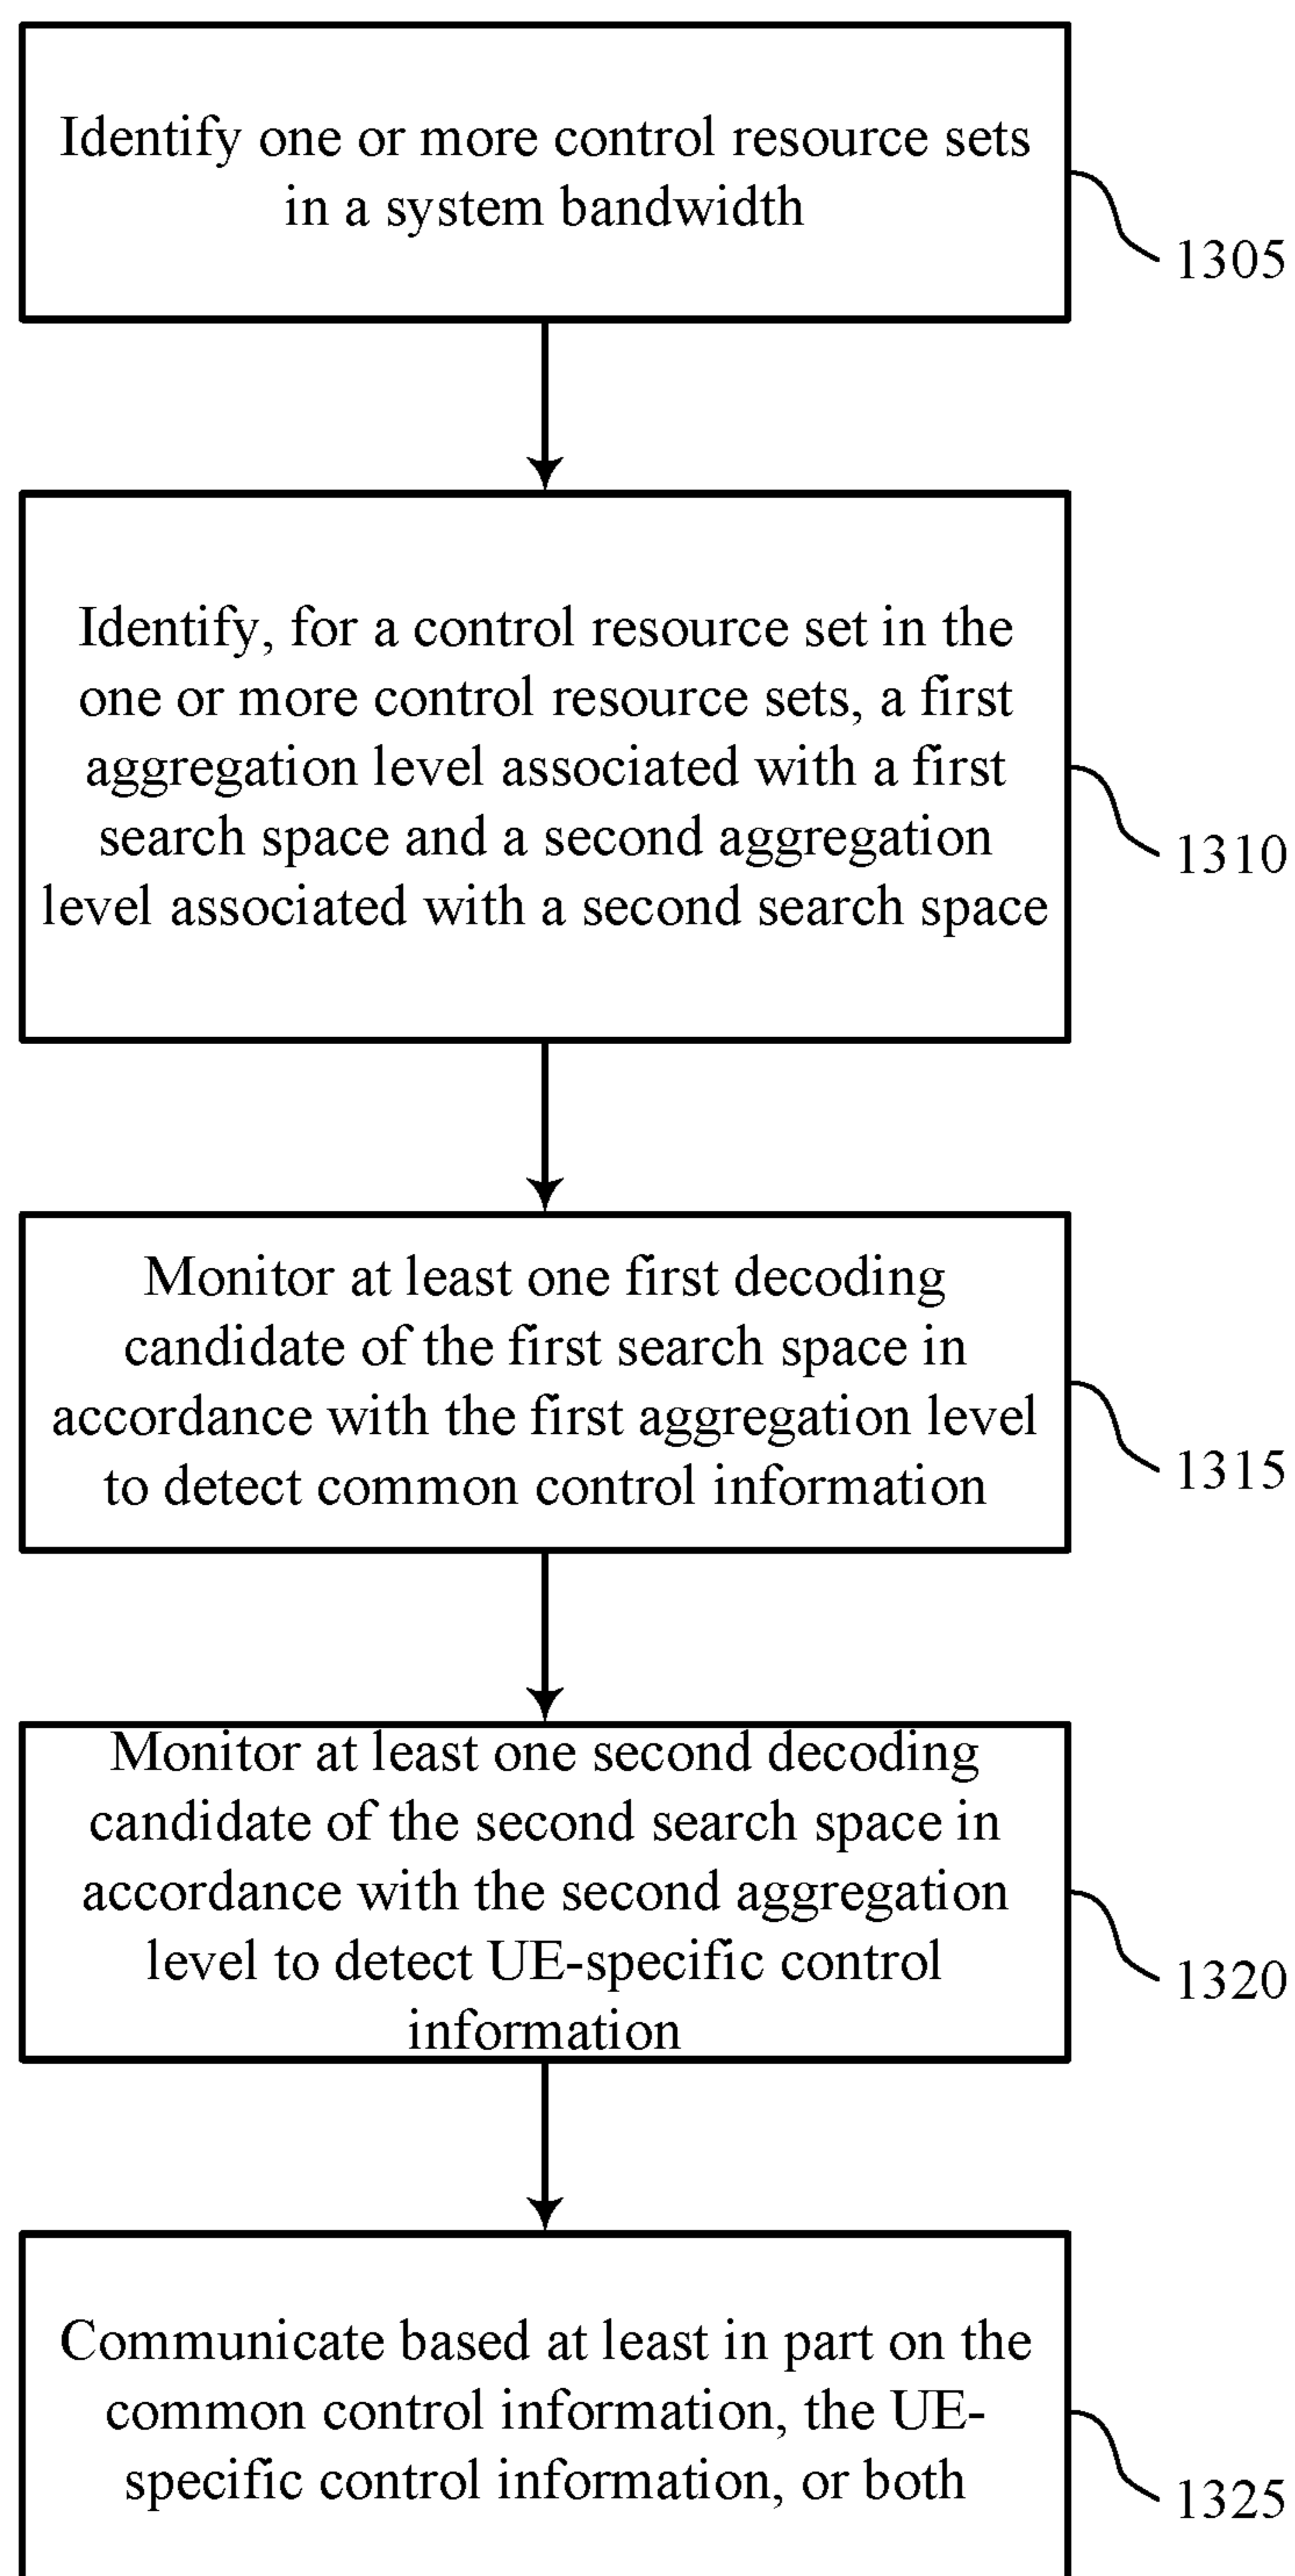 Identify one or more control resource sets
in a system bandwidth
1305
Identify, for a control resource set in the
one or more control resource sets, a first
aggregation level associated with a first
search space and a second aggregation
level associated with a second search space
1310
Monitor at least one first decoding
candidate of the first search space in
accordance with the first aggregation level
to detect common control information
1315
Monitor at least one second decoding
candidate of the second search space in
accordance with the second aggregation
level to detect UE-specific control
information
1320
Communicate based at least in part on the
common control information, the UE-
specific control information, or both
1325